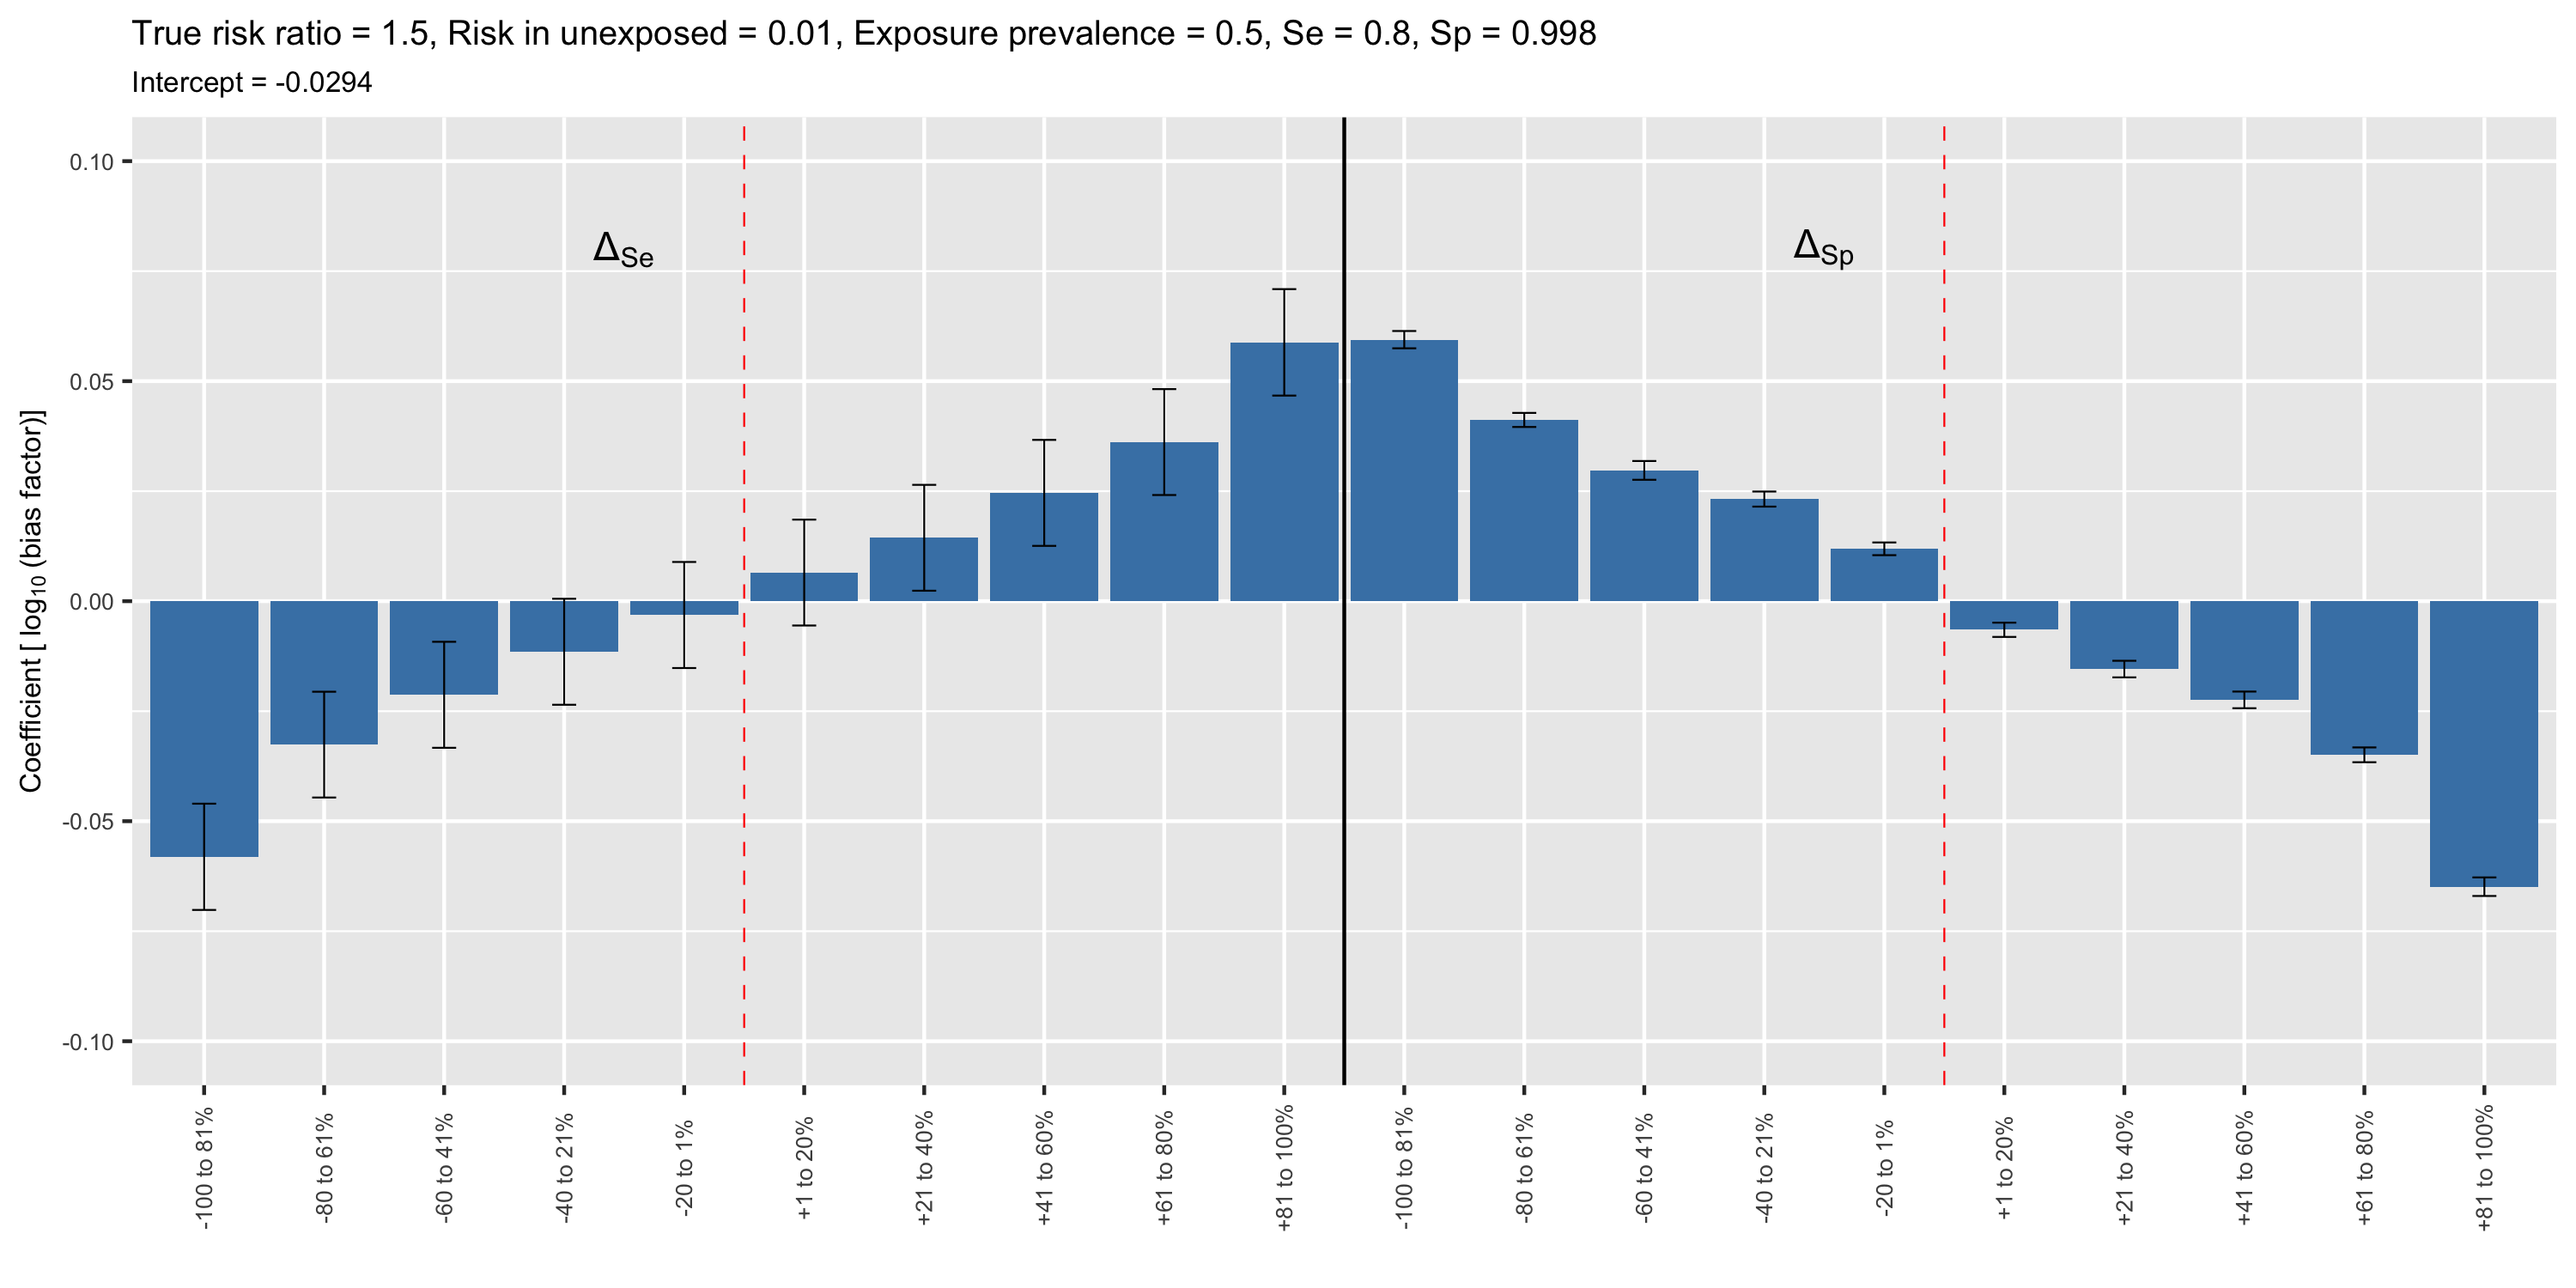 True risk ratio = 1.5, Risk in unexposed = 0.01, Exposure prevalence = 0.5, Se = 0.8, Sp = 0.998
Intercept = -0.0294
Coefficient [ log10 (bias factor)]
0.10
0.05
0.00
-0.05
-0.10
ΔSe
ΔSp
-100 to 81%
-80 to 61%
-60 to 41%
-40 to 21%
-20 to 1%
+1 to 20%
+21 to 40%
+41 to 60%
+61 to 80%
+81 to 100%
-100 to 81%
-80 to 61%
-60 to 41%
-40 to 21%
-20 to 1%
+1 to 20%
+21 to 40%
+41 to 60%
+61 to 80%
+81 to 100%